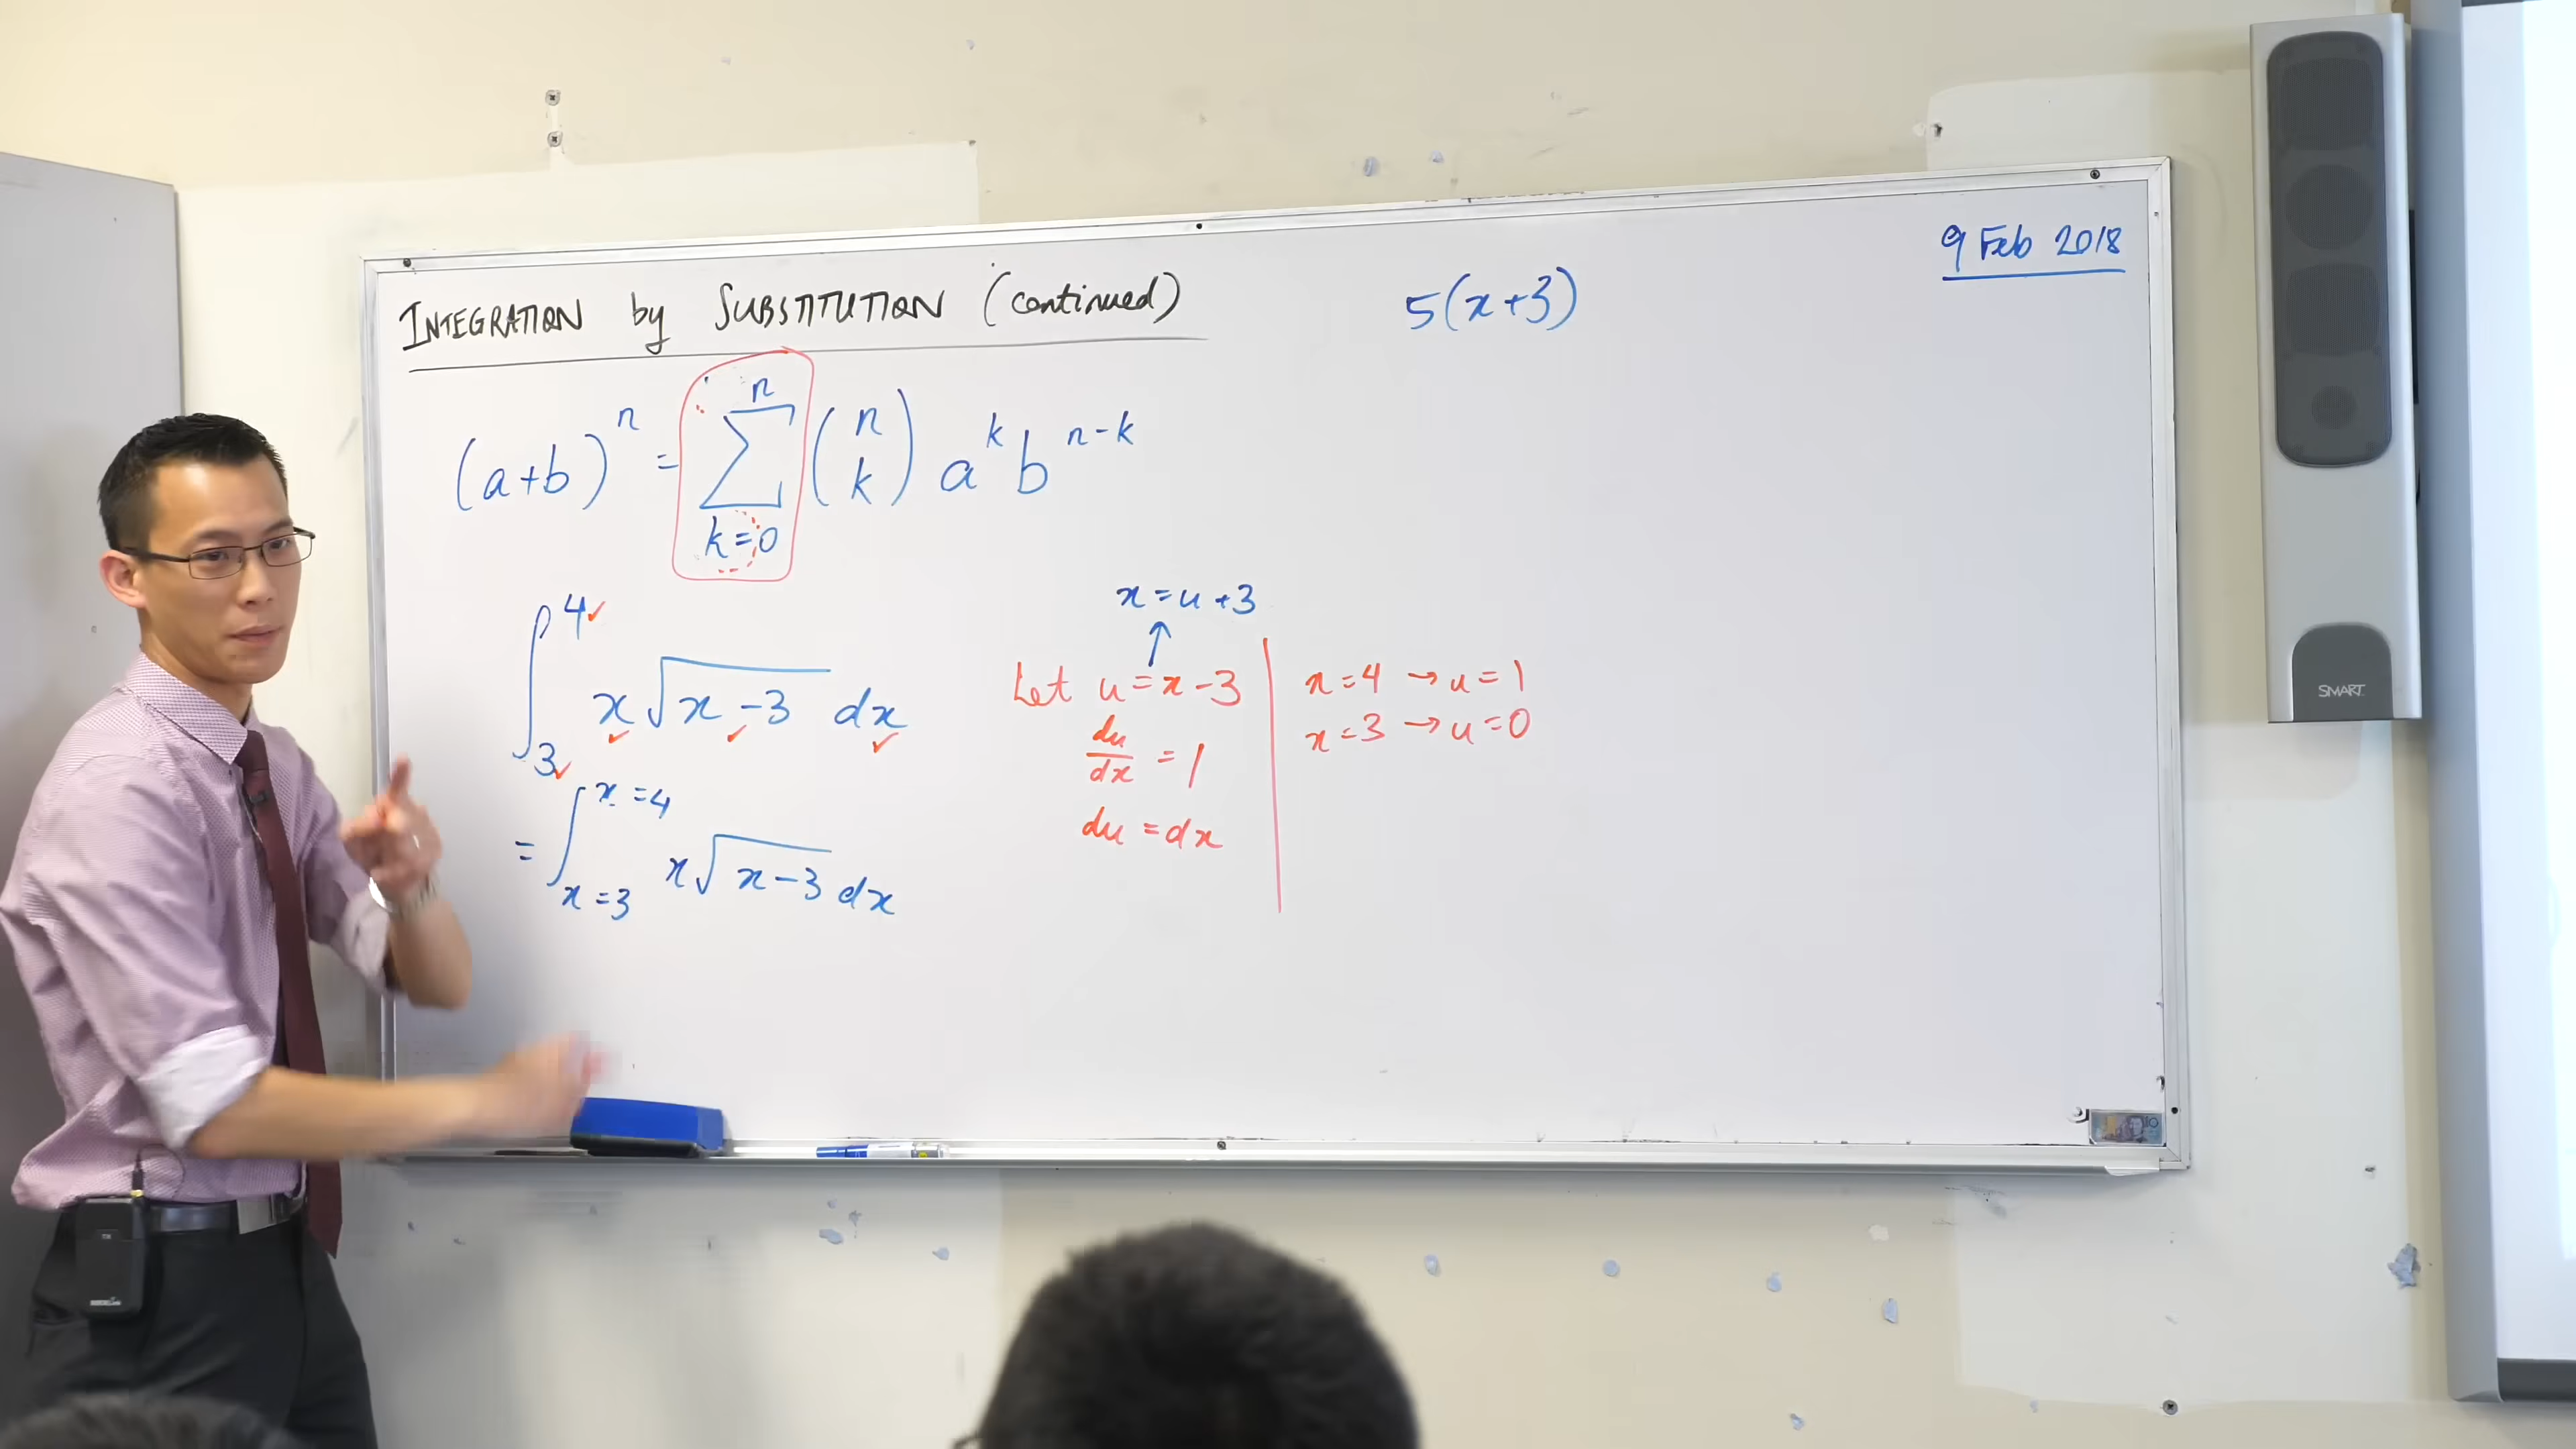 INTEGRATION by SUBSTITUTION (continued)
5(x+3)
9 Feb 2018
(a+b)^n = ∑_{k=0}^{n} (n k) a^k b^{n-k}
∫_3^4 x√(x-3) dx
= ∫_{x=3}^{x=4} x√(x-3) dx
x = u+3
↑
Let u = x-3
du/dx = 1
du = dx
x=4 → u=1
x=3 → u=0
SMART